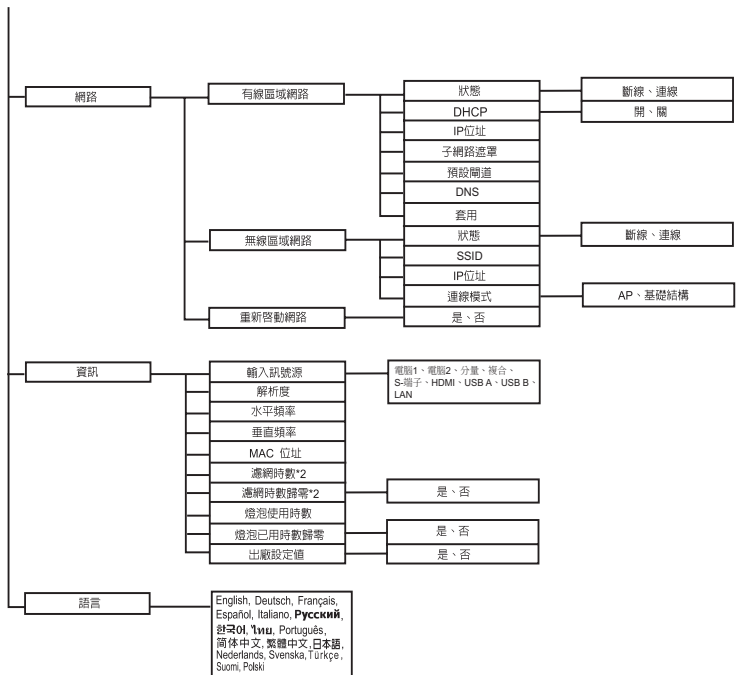 網路
有線區域網路
狀態
斷線、連線
DHCP
開、關
IP位址
子網路遮罩
預設閘道
DNS
套用
無線區域網路
狀態
斷線、連線
SSID
IP位址
連線模式
AP、基礎結構
重新啓動網路
是、否
資訊
輸入訊號源
電腦1、電腦2、分量、複合、
S-端子、HDMI、USB A、USB B、
LAN
解析度
水平頻率
垂直頻率
MAC 位址
濾網時數*2
濾網時數歸零*2
是、否
燈泡使用時數
燈泡已用時數歸零
是、否
出廠設定值
是、否
語言
English, Deutsch, Français,
Español, Italiano, Русский,
한국어, ไทย, Português,
简体中文, 繁體中文, 日本語,
Nederlands, Svenska, Türkçe,
Suomi, Polski